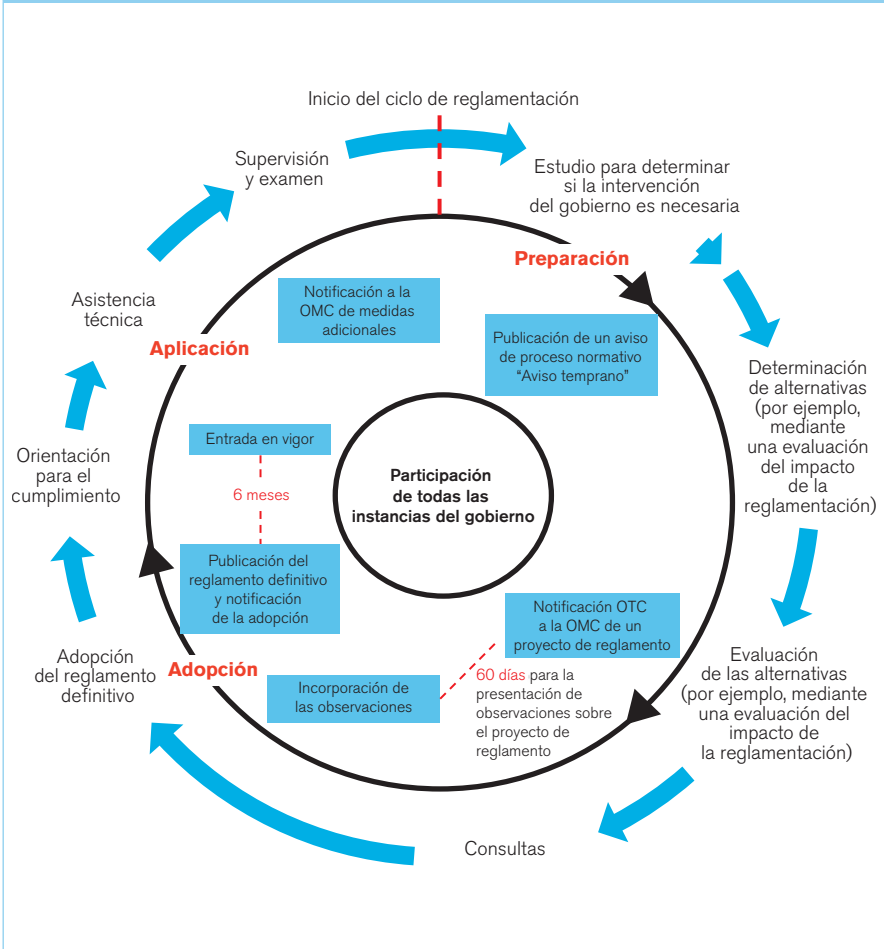 Inicio del ciclo de reglamentación
Supervisión
y examen
Estudio para determinar
si la intervención
del gobierno es necesaria
Preparación
Notificación a la
OMC de medidas
adicionales
Asistencia
técnica
Aplicación
Publicación de un aviso
de proceso normativo
“Aviso temprano”
Determinación
de alternativas
(por ejemplo,
mediante
una evaluación
del impacto
de la
reglamentación)
Entrada en vigor
6 meses
Orientación
para el
cumplimiento
Participación
de todas las
instancias del gobierno
Publicación del
reglamento definitivo
y notificación
de la adopción
Notificación OTC
a la OMC de un
proyecto de reglamento
Adopción
del reglamento
definitivo
Adopción
Incorporación de
las observaciones
60 días para la
presentación de
observaciones sobre
el proyecto de
reglamento
Evaluación
de las alternativas
(por ejemplo, mediante
una evaluación del
impacto de
la reglamentación)
Consultas